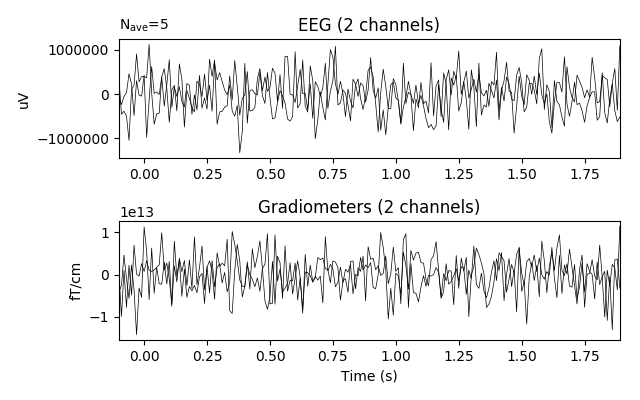 N_ave=5
EEG (2 channels)
1000000
0
−1000000
uV
0.00 0.25 0.50 0.75 1.00 1.25 1.50 1.75
1e13
Gradiometers (2 channels)
1
0
−1
fT/cm
0.00 0.25 0.50 0.75 1.00 1.25 1.50 1.75
Time (s)